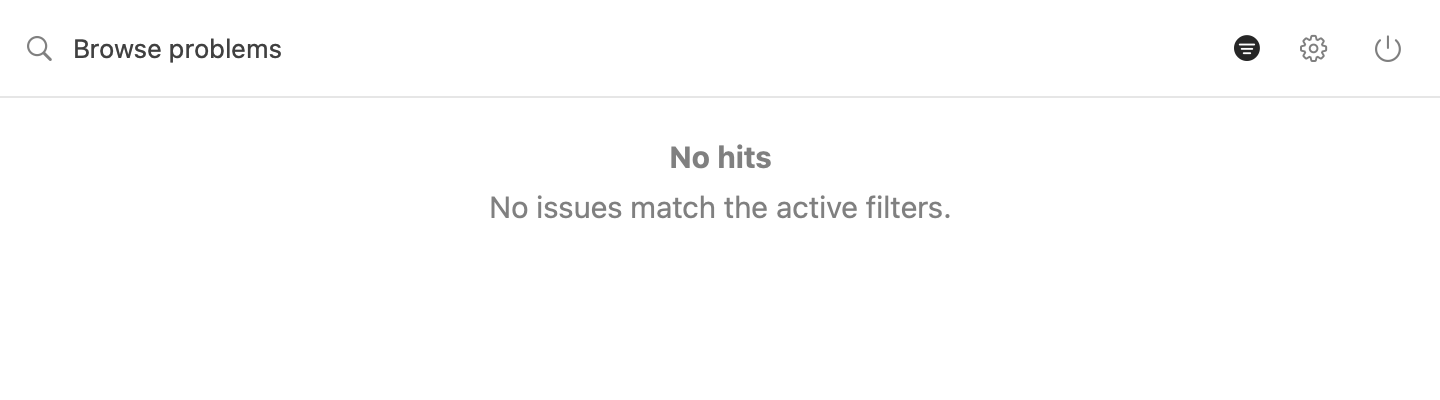 Browse problems
No hits
No issues match the active filters.